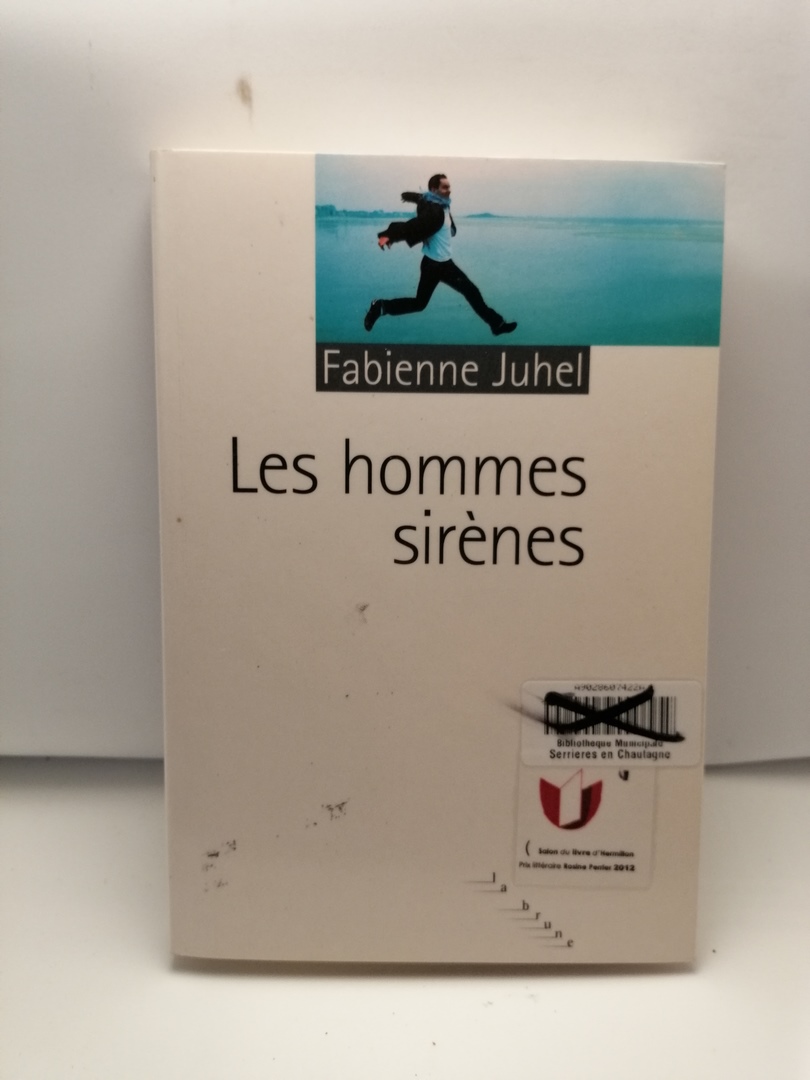 Fabienne Juhel
Les hommes
sirènes
Bibliothèque Municipale
Serrieres en Chautagne
Salon du livre d'Hermillon
Prix littéraire Rosine Perrier 2012
la brune